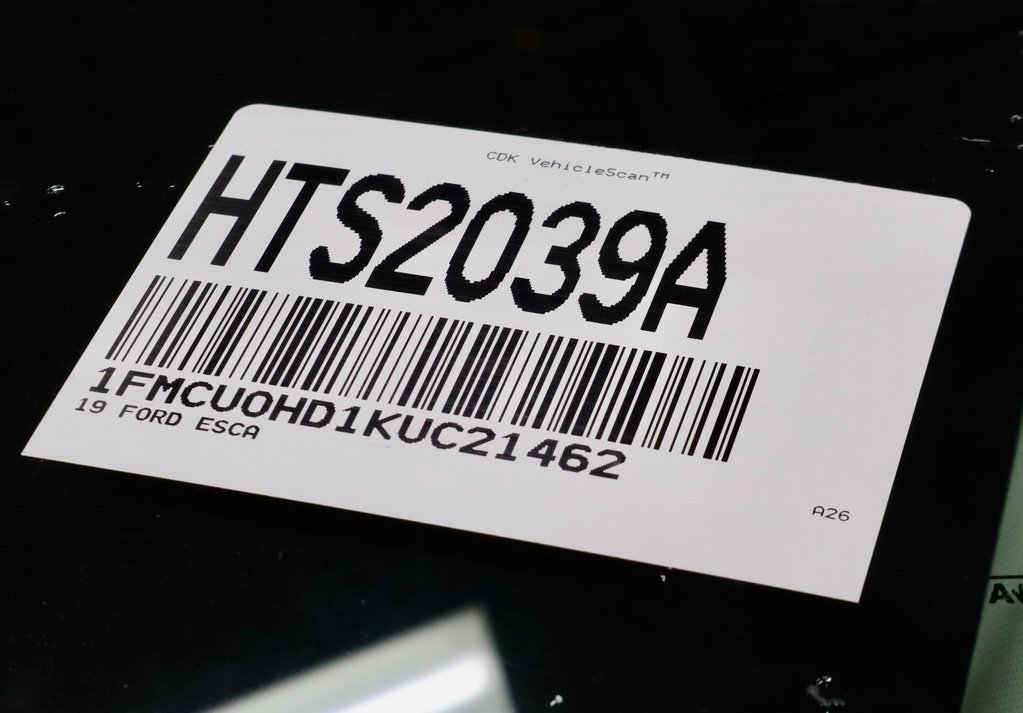 CDK VehicleScan™
HTS2039A
1FMCU0HD1KUC21462
19 FORD ESCA
A26